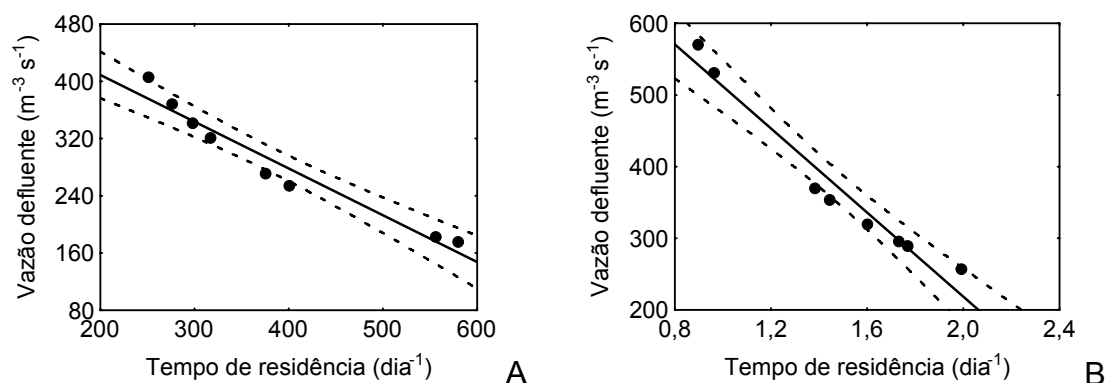 480
400
320
240
160
80
Vazão defluente (m⁻³ s⁻¹)
200 300 400 500 600
Tempo de residência (dia⁻¹)
A
600
500
400
300
200
Vazão defluente (m⁻³ s⁻¹)
0,8 1,2 1,6 2,0 2,4
Tempo de residência (dia⁻¹)
B